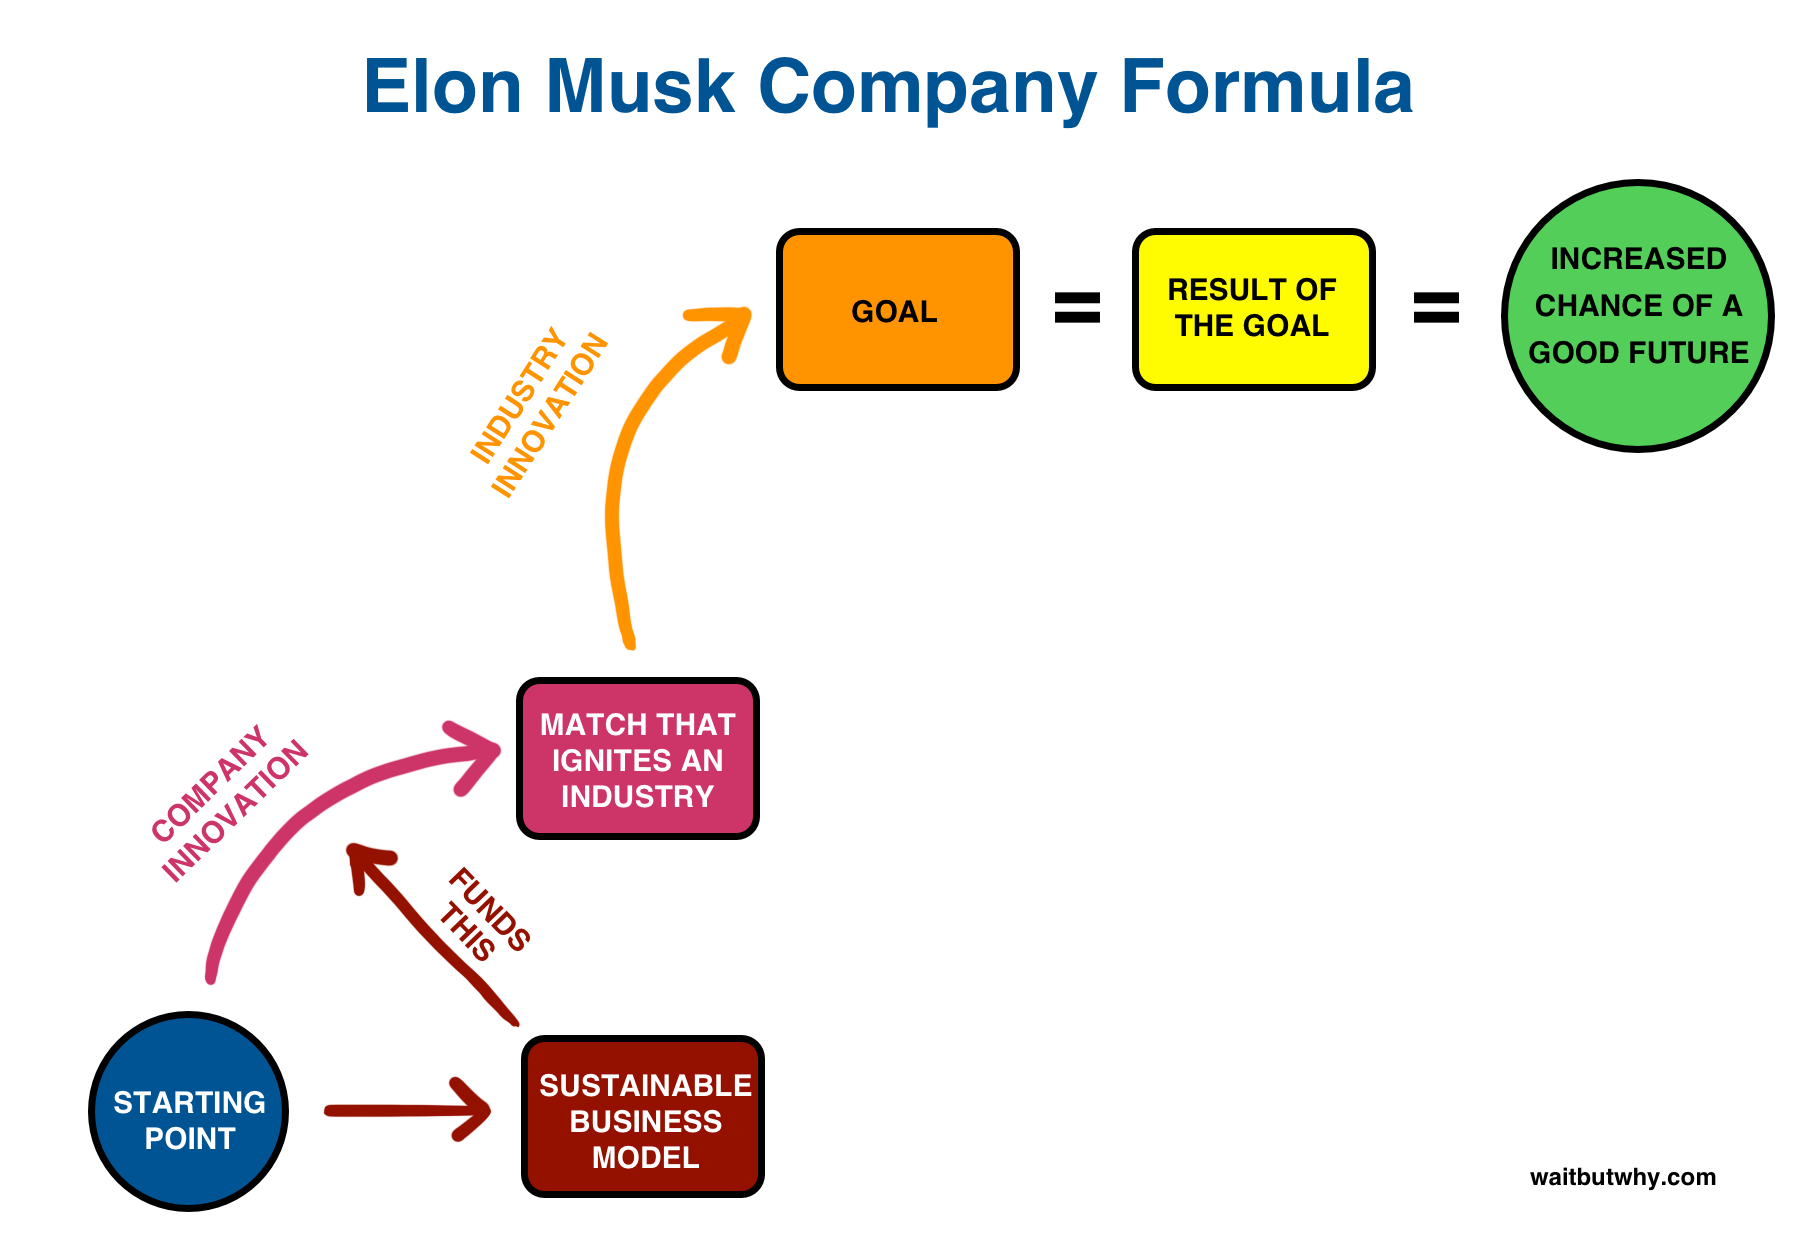 Elon Musk Company Formula
INCREASED
CHANCE OF A
GOOD FUTURE
RESULT OF
THE GOAL
GOAL
=
=
INDUSTRY
INNOVATION
MATCH THAT
IGNITES AN
INDUSTRY
COMPANY
INNOVATION
FUNDS
THIS
STARTING
POINT
SUSTAINABLE
BUSINESS
MODEL
waitbutwhy.com